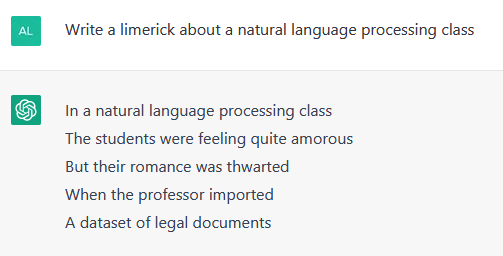 AL
Write a limerick about a natural language processing class
In a natural language processing class
The students were feeling quite amorous
But their romance was thwarted
When the professor imported
A dataset of legal documents